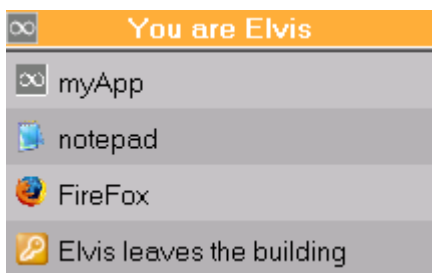 You are Elvis
myApp
notepad
FireFox
Elvis leaves the building